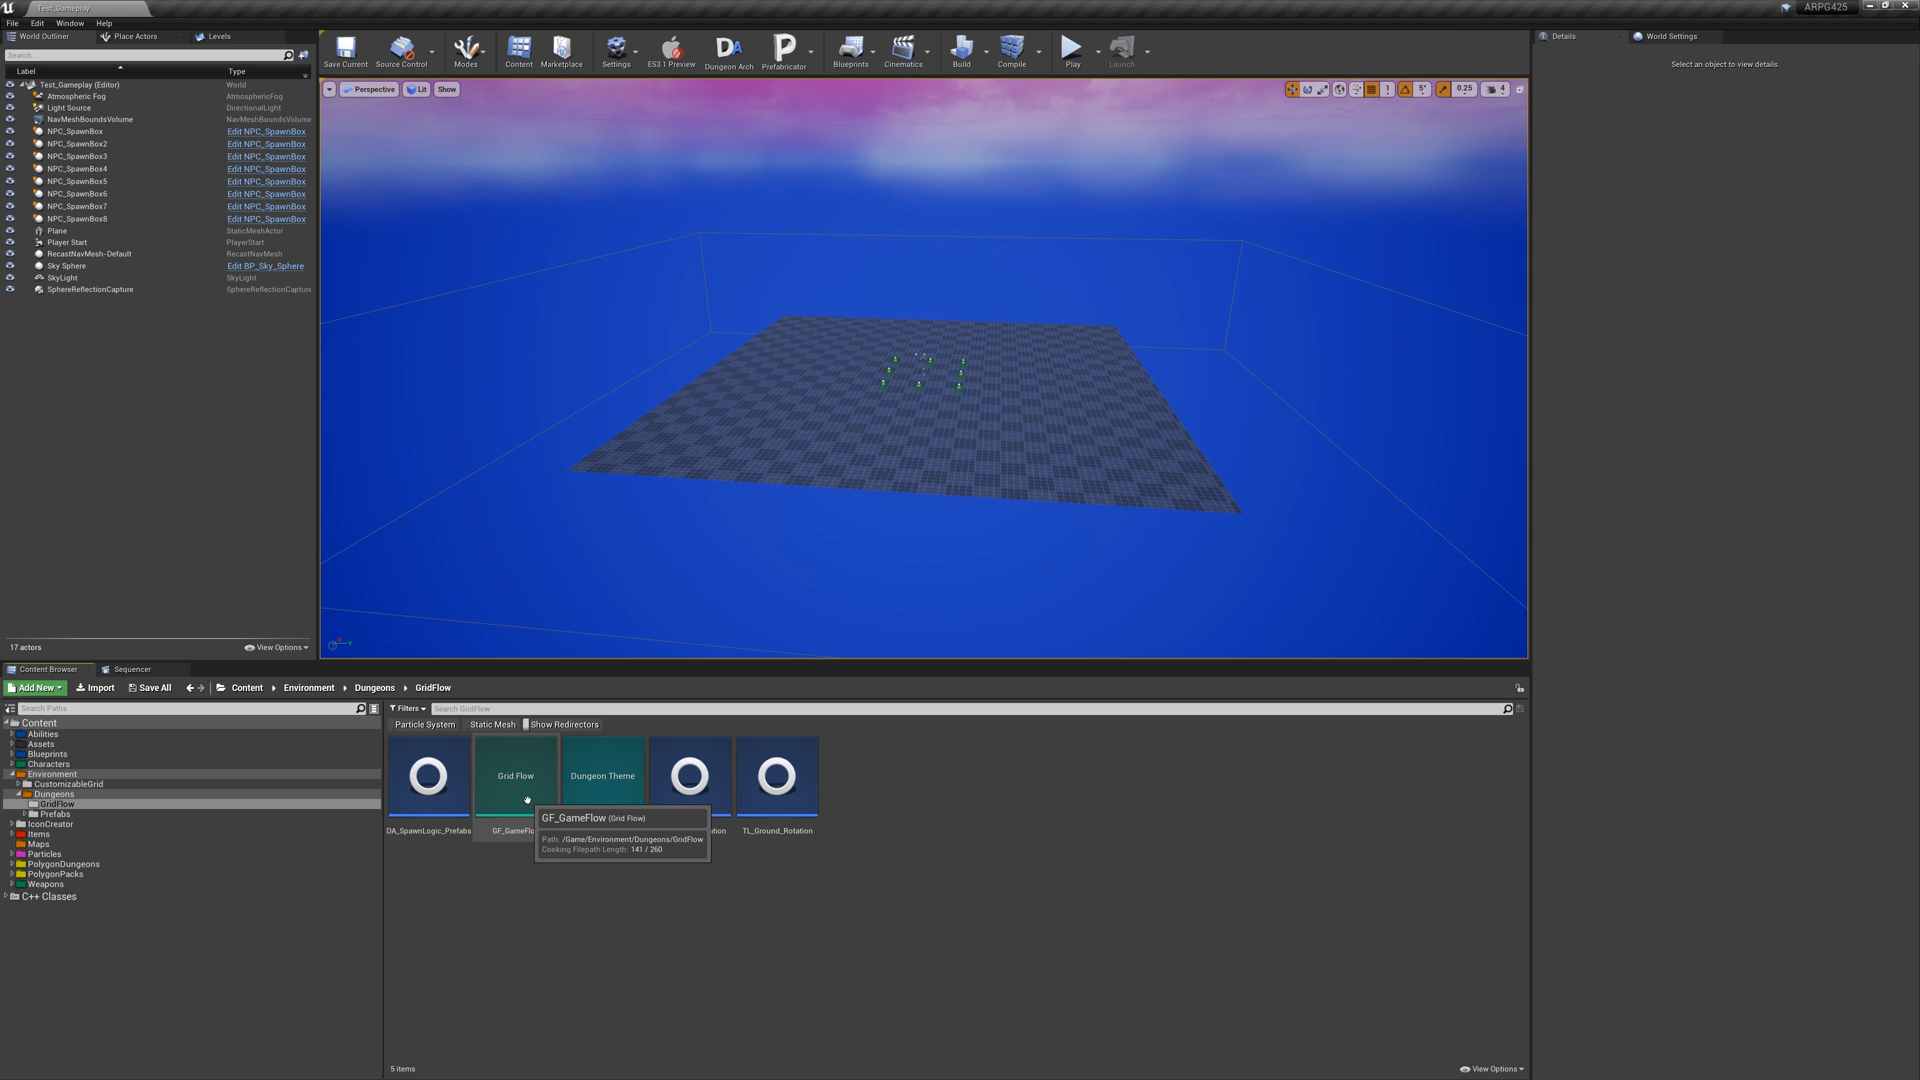 Test_Gameplay
ARPG425
File Edit Window Help
World Outliner Place Actors Levels
Search...
Label Type
Test_Gameplay (Editor) World
Atmospheric Fog AtmosphericFog
Light Source DirectionalLight
NavMeshBoundsVolume NavMeshBoundsVolume
NPC_SpawnBox Edit NPC_SpawnBox
NPC_SpawnBox2 Edit NPC_SpawnBox
NPC_SpawnBox3 Edit NPC_SpawnBox
NPC_SpawnBox4 Edit NPC_SpawnBox
NPC_SpawnBox5 Edit NPC_SpawnBox
NPC_SpawnBox6 Edit NPC_SpawnBox
NPC_SpawnBox7 Edit NPC_SpawnBox
NPC_SpawnBox8 Edit NPC_SpawnBox
Plane StaticMeshActor
Player Start PlayerStart
RecastNavMesh-Default RecastNavMesh
Sky Sphere Edit BP_Sky_Sphere
SkyLight SkyLight
SphereReflectionCapture SphereReflectionCapture
17 actors View Options
Save Current Source Control Modes Content Marketplace Settings ES3.1 Preview Dungeon Arch Prefabricator Blueprints Cinematics Build Compile Play Launch
Perspective Lit Show
1 5° 0.25 4
Details World Settings
Select an object to view details.
Content Browser Sequencer
Add New Import Save All Content Environment Dungeons GridFlow
Search Paths
Content
Abilities
Assets
Blueprints
Characters
Environment
CustomizableGrid
Dungeons
GridFlow
Prefabs
IconCreator
Items
Maps
Particles
PolygonDungeons
PolygonPacks
Weapons
C++ Classes
Filters Search GridFlow
Particle System Static Mesh Show Redirectors
Grid Flow Dungeon Theme
DA_SpawnLogic_Prefabs GF_GameFlo ation TL_Ground_Rotation
GF_GameFlow (Grid Flow)
Path: /Game/Environment/Dungeons/GridFlow
Cooking Filepath Length: 141 / 260
5 items View Options